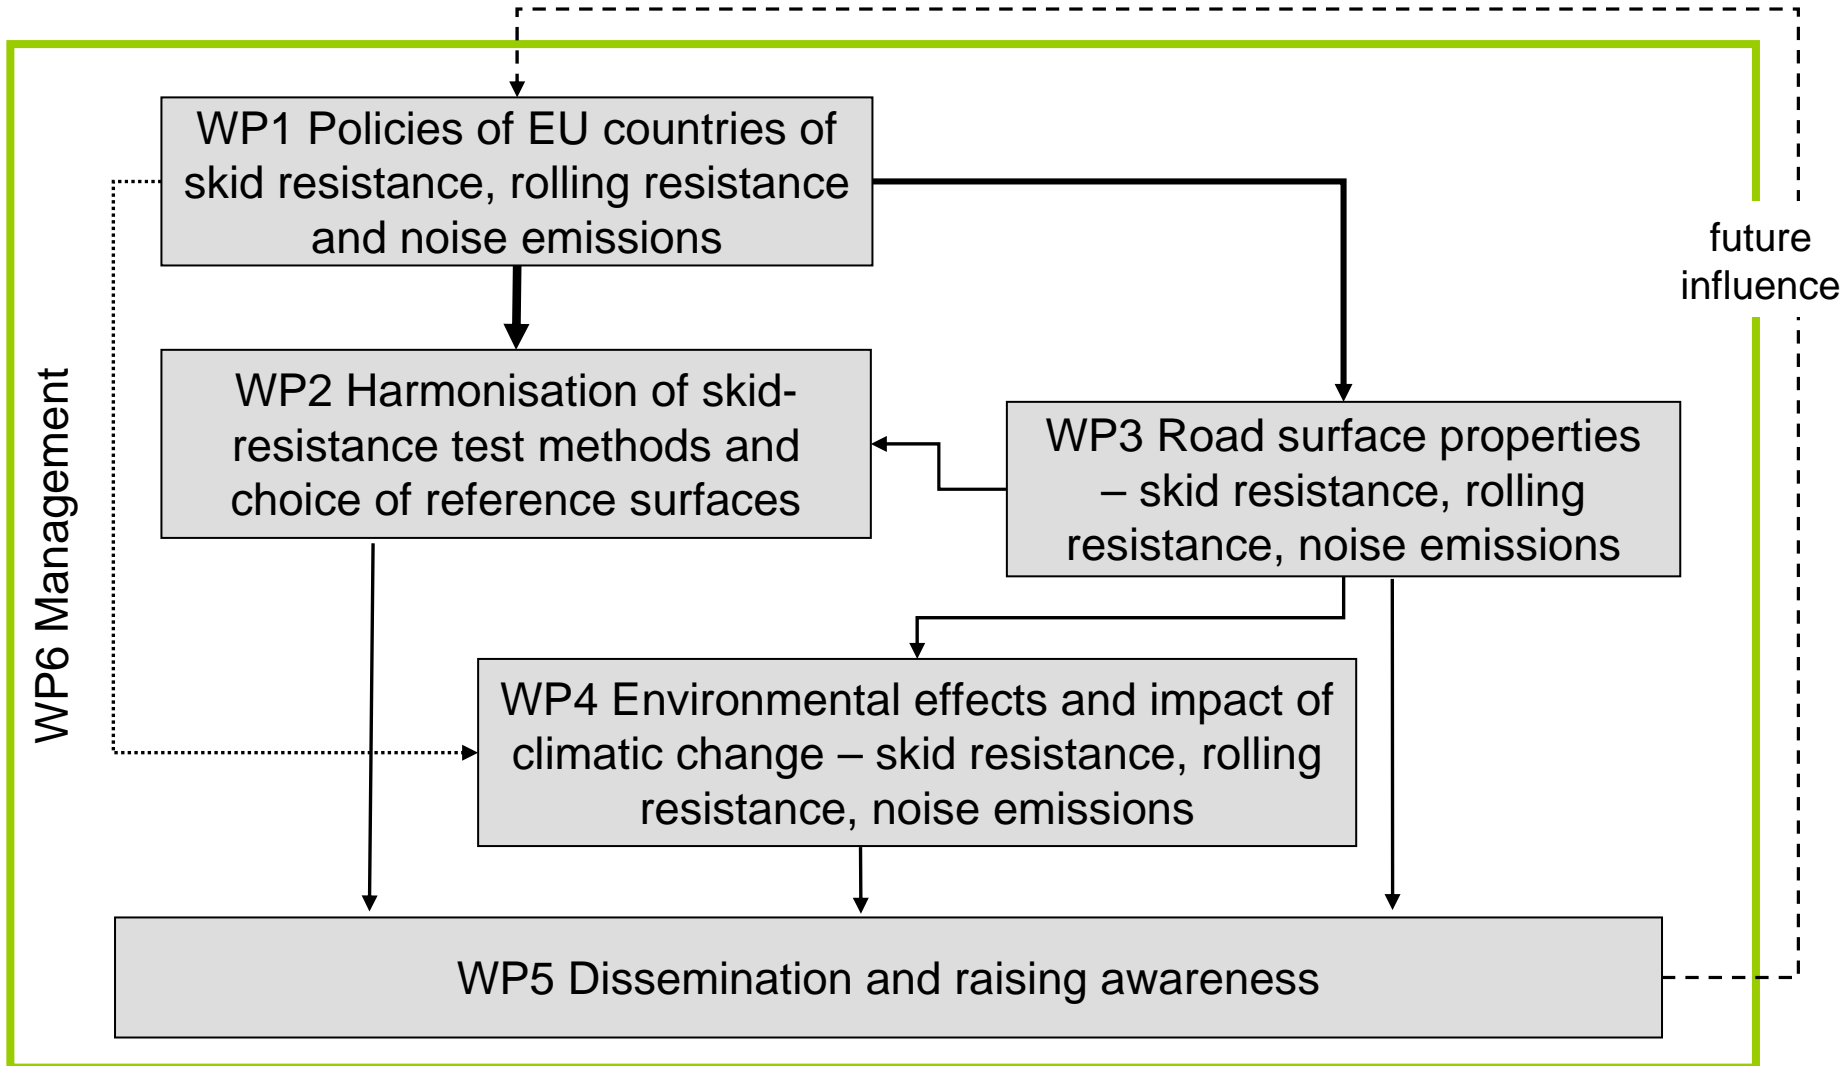 WP1 Policies of EU countries of
skid resistance, rolling resistance
and noise emissions
future
influence
WP2 Harmonisation of skid-
resistance test methods and
choice of reference surfaces
WP3 Road surface properties
– skid resistance, rolling
resistance, noise emissions
WP6 Management
WP4 Environmental effects and impact of
climatic change – skid resistance, rolling
resistance, noise emissions
WP5 Dissemination and raising awareness